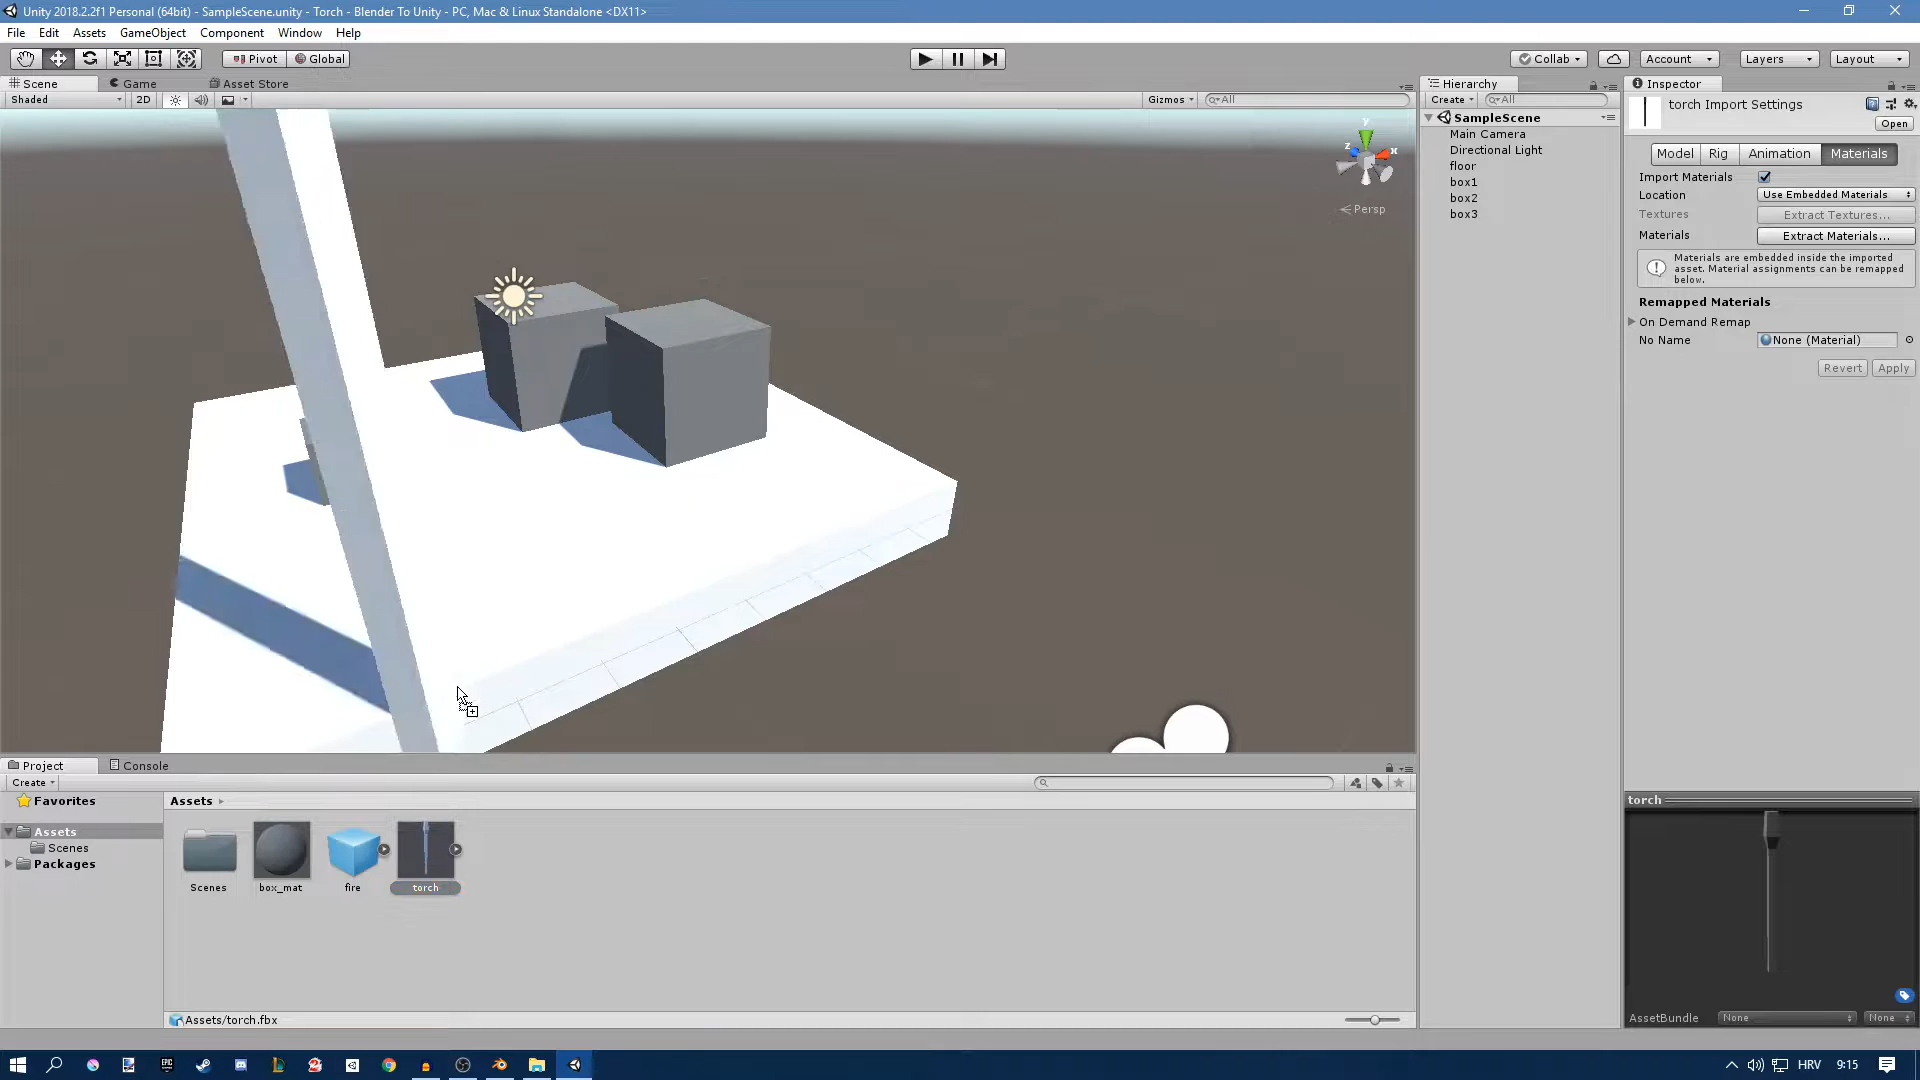 Unity 2018.2.2f1 Personal (64bit) - SampleScene.unity - Torch - Blender To Unity - PC, Mac & Linux Standalone <DX11>
File Edit Assets GameObject Component Window Help
Pivot Global Collab Account Layers Layout
Scene Game Asset Store
Shaded 2D Gizmos All
y
z x
Persp
Hierarchy
Create All
SampleScene
Main Camera
Directional Light
floor
box1
box2
box3
Inspector
torch Import Settings
Open
Model Rig Animation Materials
Import Materials
Location Use Embedded Materials
Textures Extract Textures...
Materials Extract Materials...
Materials are embedded inside the imported
asset. Material assignments can be remapped
below.
Remapped Materials
On Demand Remap
No Name None (Material)
Revert Apply
Project Console
Create
Favorites
Assets
Scenes
Packages
Assets
Scenes box_mat fire torch
Assets/torch.fbx
torch
AssetBundle None None
HRV 9:15